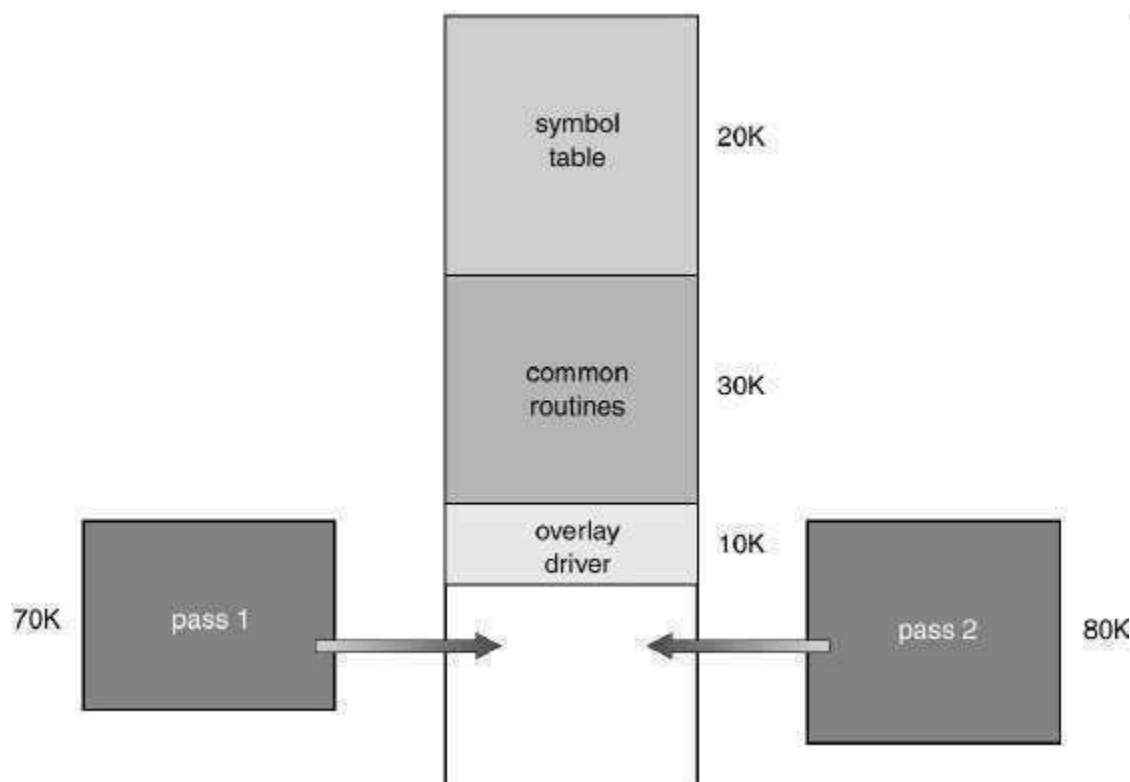 symbol
table
20K
common
routines
30K
overlay
driver
10K
70K
pass 1
pass 2
80K